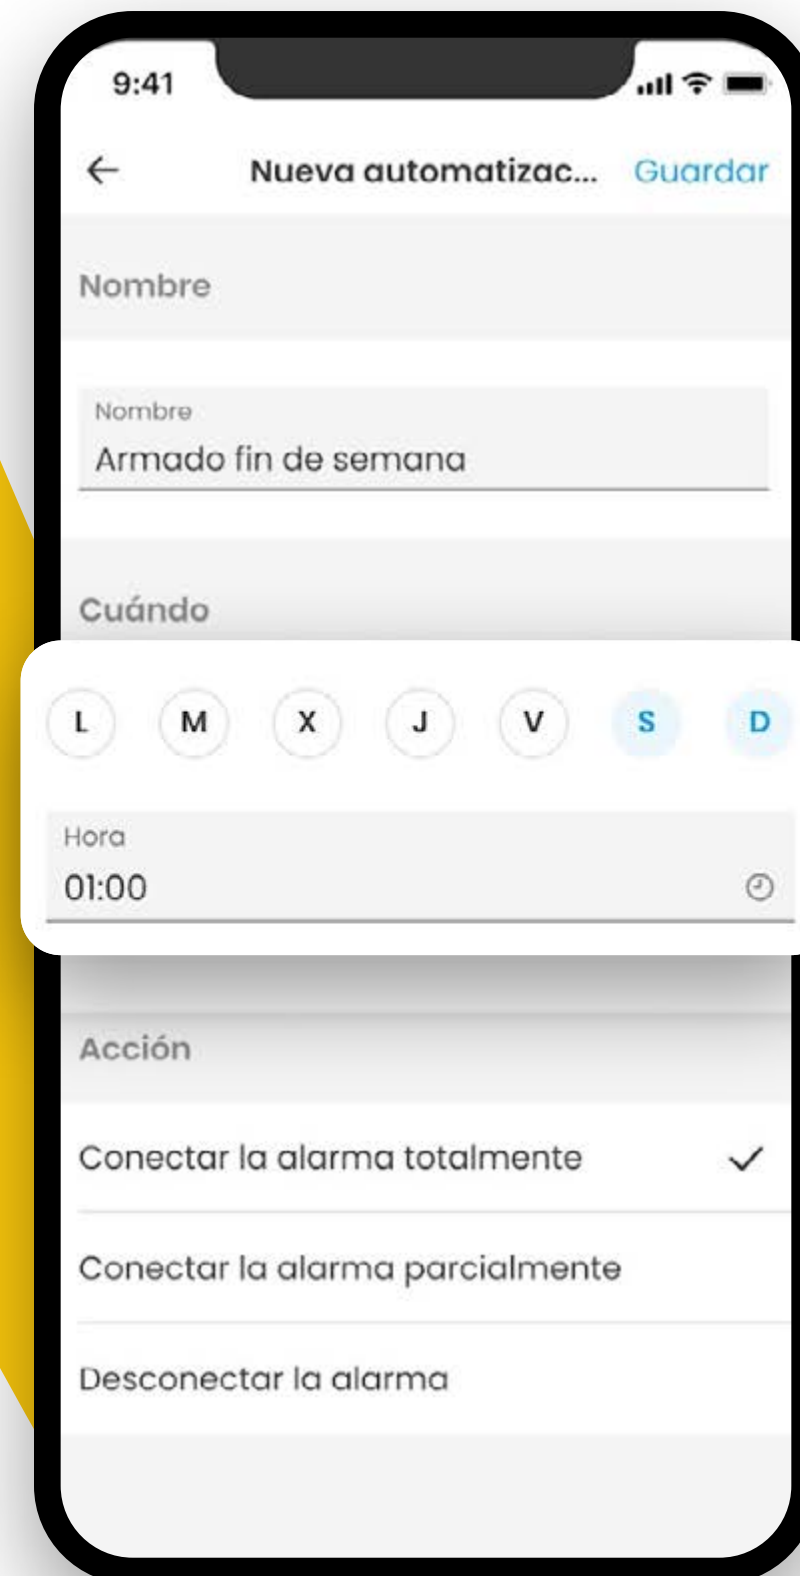 9:41
Nueva automatizac... Guardar
Nombre
Nombre
Armado fin de semana
Cuándo
L M X J V S D
Hora
01:00
Acción
Conectar la alarma totalmente
Conectar la alarma parcialmente
Desconectar la alarma